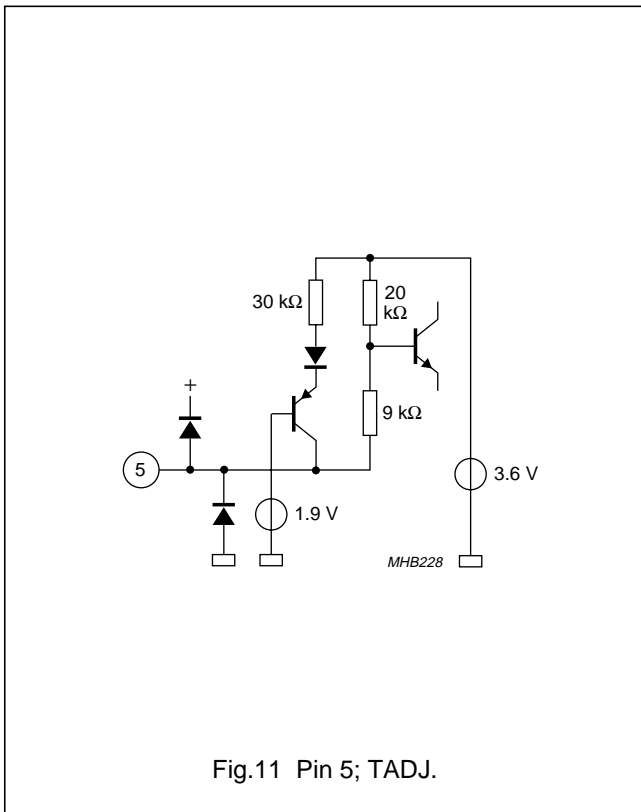 30 kΩ
20
kΩ
+
9 kΩ
5
3.6 V
1.9 V
MHB228
Fig.11 Pin 5; TADJ.